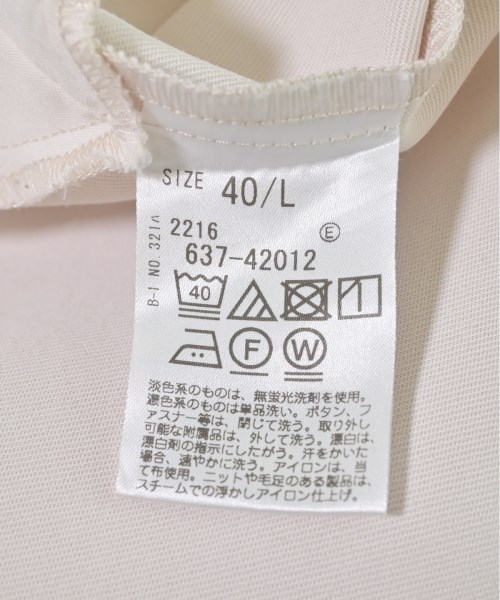 SIZE 40/L
2216 E
637-42012
B-I NO.321A
40
F W
淡色系のものは、無蛍光洗剤を使用。
濃色系のものは単品洗い。ボタン、フ
ァスナー等は、閉じて洗う。取り外し
可能な附属品は、外して洗う。漂白は、
漂白剤の指示にしたがう。汗をかいた
場合、速やかに洗う。アイロンは、当
て布使用。ニットや毛足のある製品は、
スチームでの浮かしアイロン仕上げ。